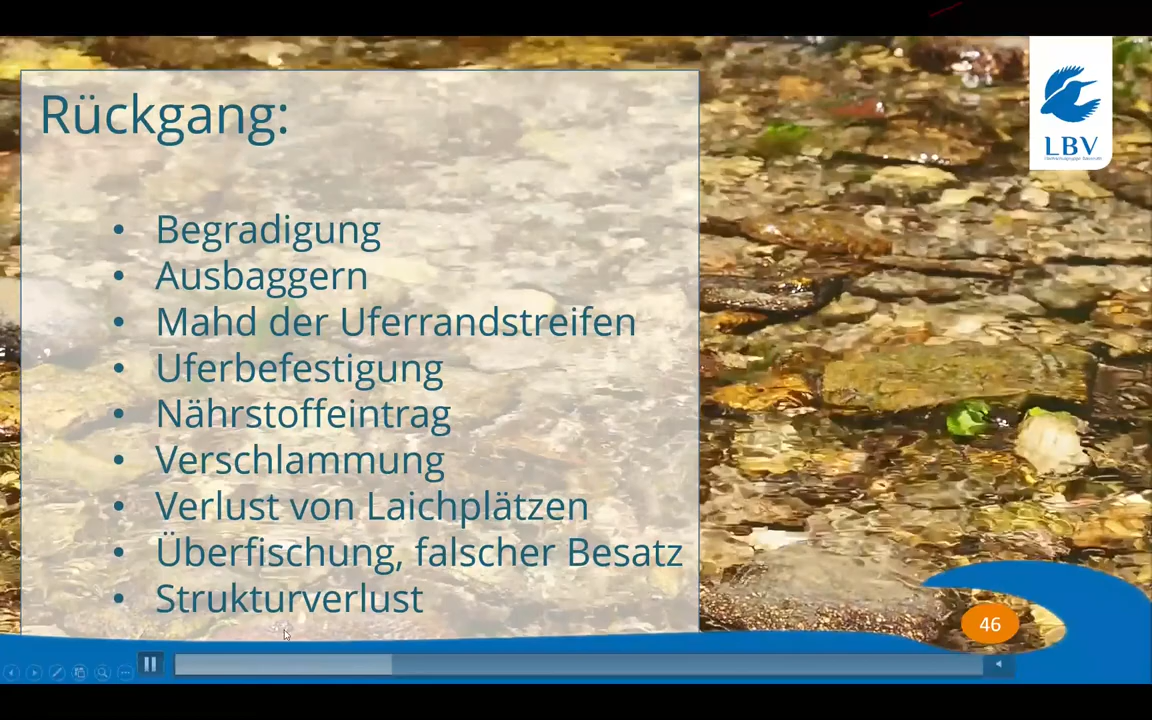 Rückgang:
LBV
• Begradigung
• Ausbaggern
• Mahd der Uferrandstreifen
• Uferbefestigung
• Nährstoffeintrag
• Verschlammung
• Verlust von Laichplätzen
• Überfischung, falscher Besatz
• Strukturverlust
46